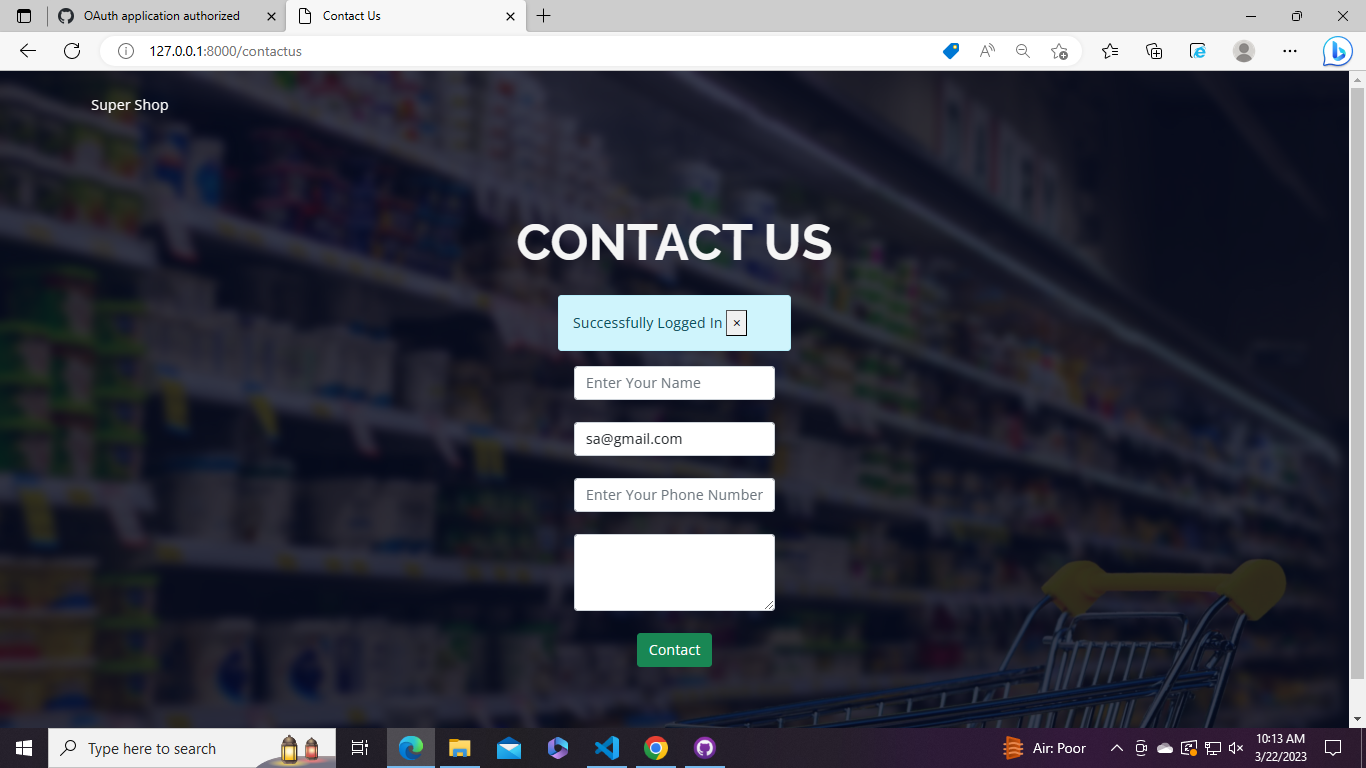 OAuth application authorized
Contact Us
127.0.0.1:8000/contactus
Super Shop
CONTACT US
Successfully Logged In ×
Enter Your Name
sa@gmail.com
Enter Your Phone Number
Contact
Type here to search
Air: Poor
10:13 AM
3/22/2023